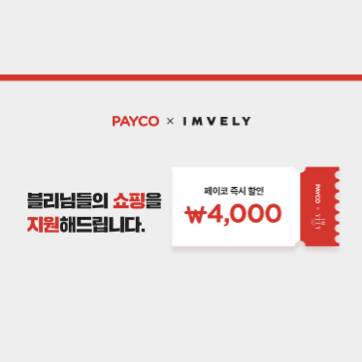 PAYCO × IMVELY
블리님들의 쇼핑을
지원해드립니다.
페이코 즉시 할인
₩4,000
PAYCO ×